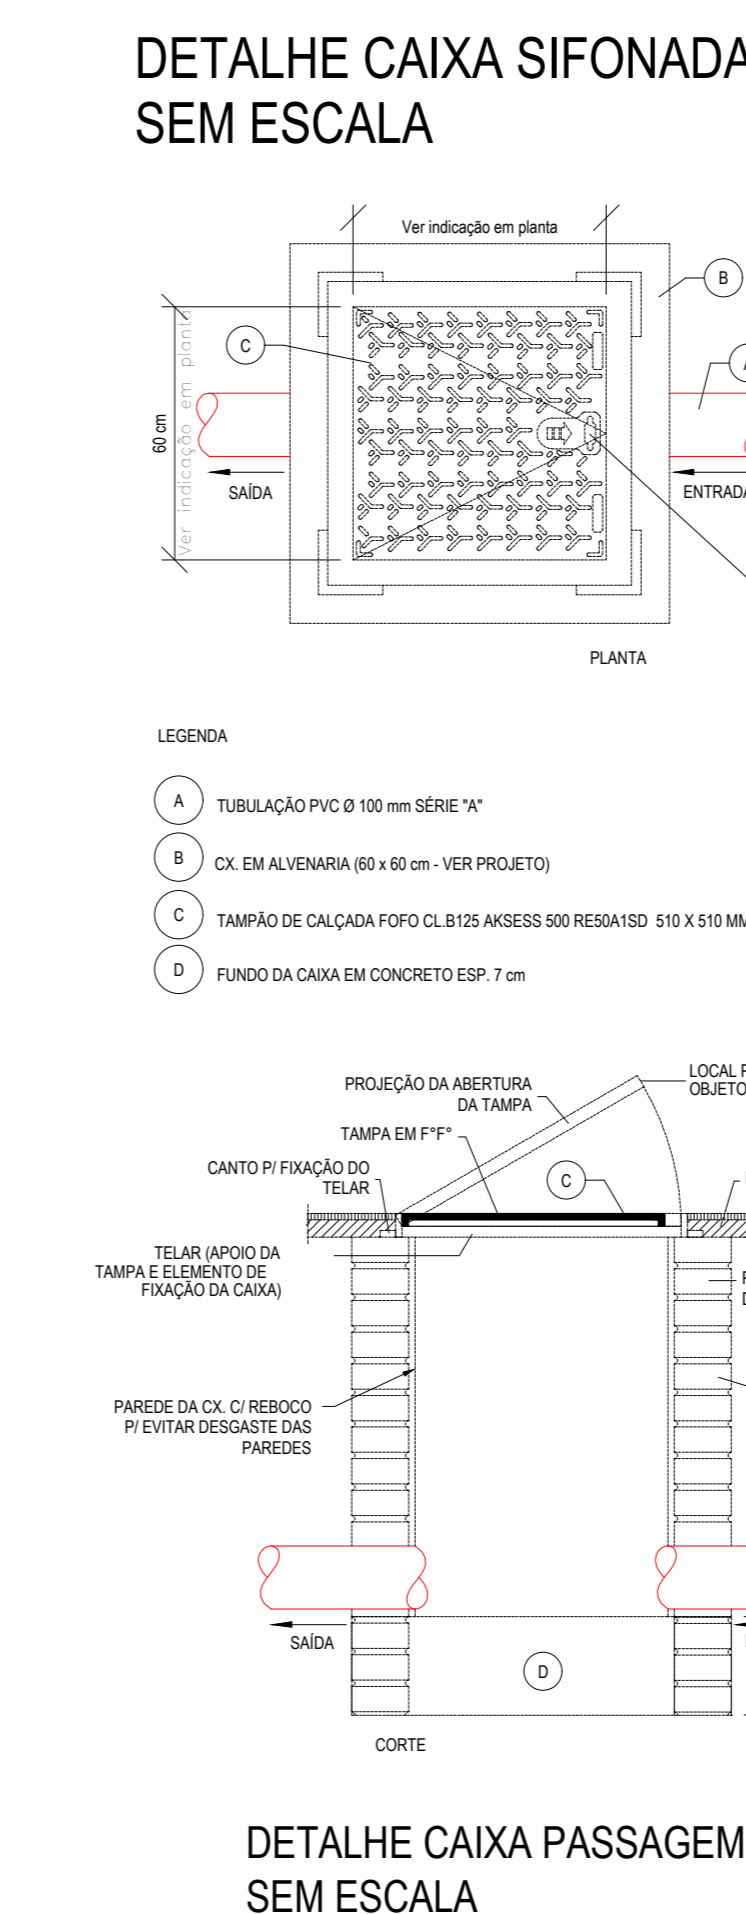 DETALHE CAIXA SIFONADA
SEM ESCALA
Ver indicação em planta
B
C
60 cm
Ver indicação em planta
SAÍDA
ENTRADA
PLANTA
LEGENDA
A TUBULAÇÃO PVC Ø 100 mm SÉRIE "A"
B CX. EM ALVENARIA (60 x 60 cm - VER PROJETO)
C TAMPÃO DE CALÇADA FOFO CL.B125 AKSESS 500 RE50A1SD 510 X 510 MM
D FUNDO DA CAIXA EM CONCRETO ESP. 7 cm
PROJEÇÃO DA ABERTURA
DA TAMPA
LOCAL
OBJETO
TAMPA EM F°F°
CANTO P/ FIXAÇÃO DO
TELAR
C
TELAR (APOIO DA
TAMPA E ELEMENTO DE
FIXAÇÃO DA CAIXA)
PAREDE DA CX. C/ REBOCO
P/ EVITAR DESGASTE DAS
PAREDES
SAÍDA
D
CORTE
DETALHE CAIXA PASSAGEM
SEM ESCALA